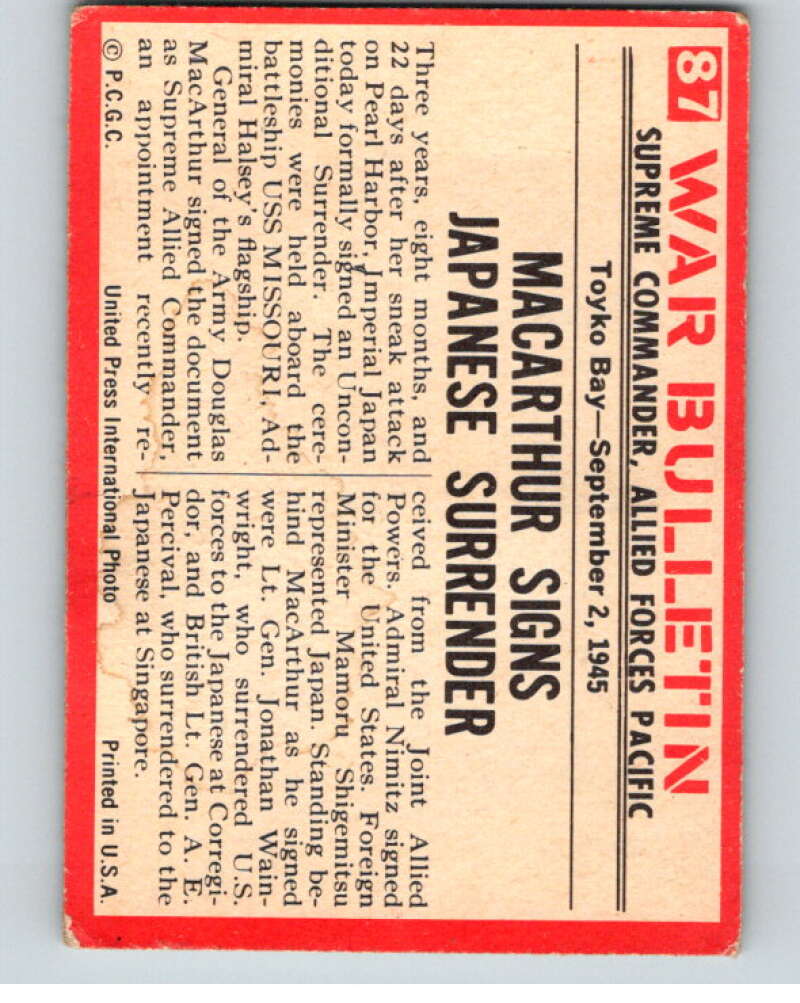 87 WAR BULLETIN
SUPREME COMMANDER, ALLIED FORCES PACIFIC
Toyko Bay—September 2, 1945
MACARTHUR SIGNS
JAPANESE SURRENDER
Three years, eight months, and
22 days after her sneak attack
on Pearl Harbor, Imperial Japan
today formally signed an Uncon-
ditional Surrender. The cere-
monies were held aboard the
battleship USS MISSOURI, Ad-
miral Halsey's flagship.
General of the Army Douglas
MacArthur signed the document
as Supreme Allied Commander,
an appointment recently re-
ceived from the Joint Allied
Powers. Admiral Nimitz signed
for the United States. Foreign
Minister Mamoru Shigemitsu
represented Japan. Standing be-
hind MacArthur as he signed
were Lt. Gen. Jonathan Wain-
wright, who surrendered U.S.
forces to the Japanese at Corregi-
dor, and British Lt. Gen. A. E.
Percival, who surrendered to the
Japanese at Singapore.
© P.C.G.C. United Press International Photo Printed in U.S.A.